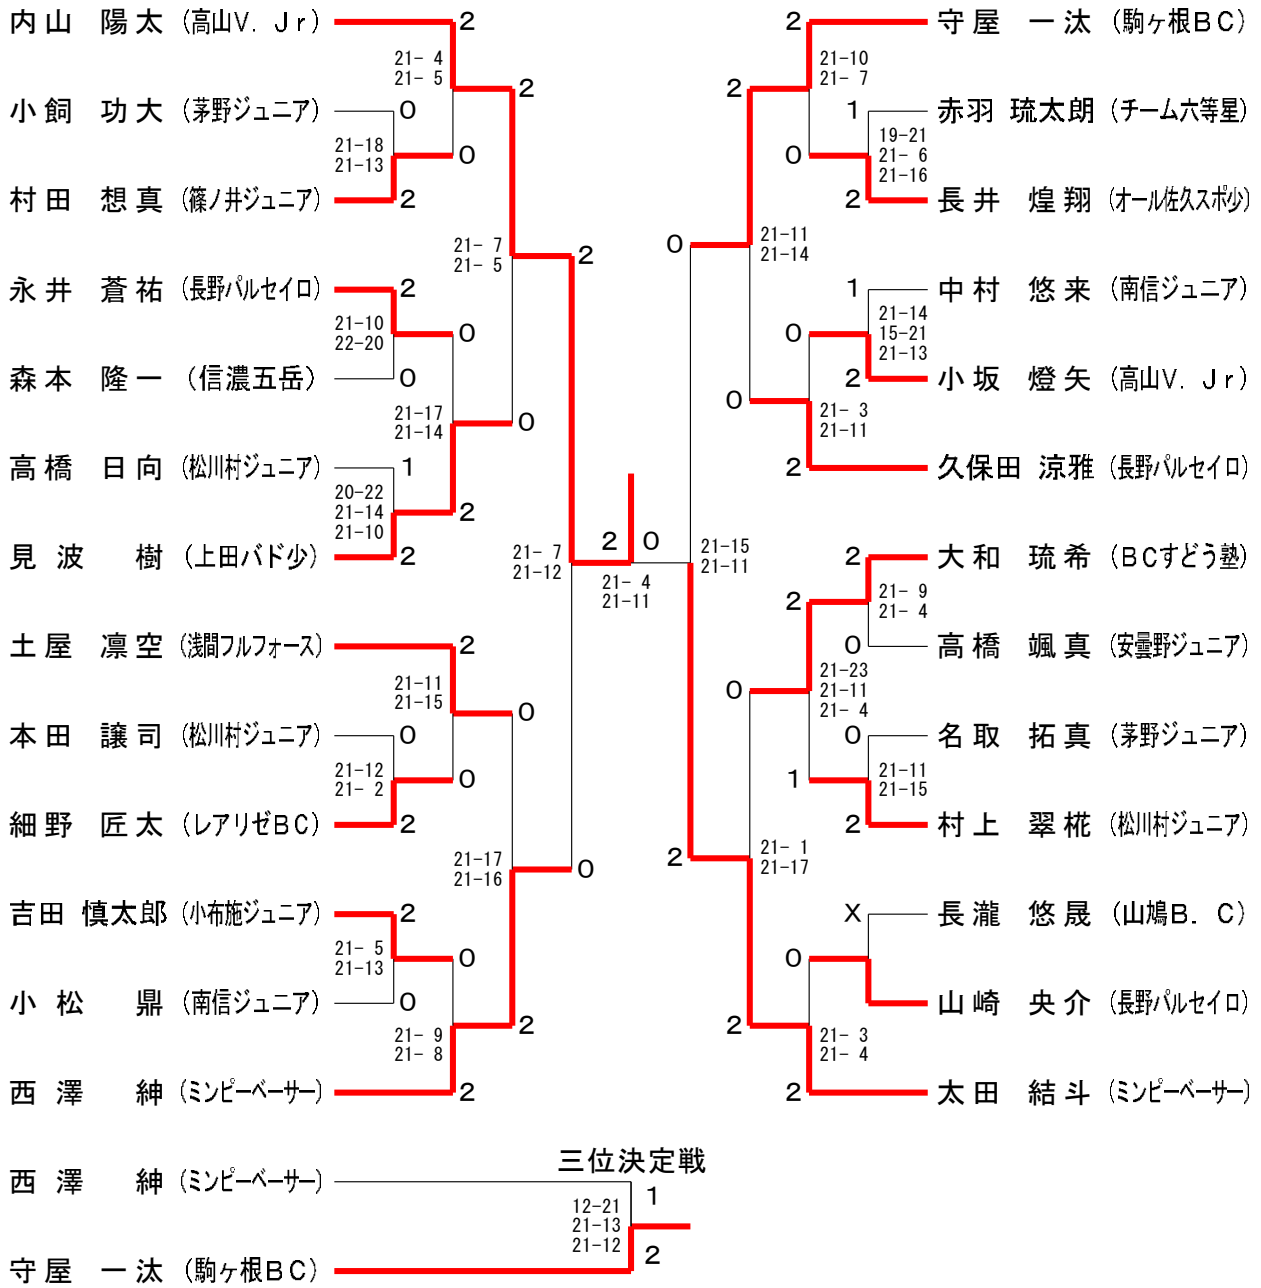 内山 陽太 (高山V. Jr) 2
21- 4
21- 5
2
小飼 功大 (茅野ジュニア) 0
21-18
21-13
0
村田 想真 (篠ノ井ジュニア) 2
21- 7
21- 5
2
永井 蒼祐 (長野パルセイロ) 2
21-10
22-20
0
森本 隆一 (信濃五岳) 0
21-17
21-14
0
高橋 日向 (松川村ジュニア) 1
20-22
21-14
21-10
2
見波 樹 (上田バド少) 2
21- 7
21-12
2 0
21- 4
21-11
土屋 凛空 (浅間フルフォース) 2
21-11
21-15
0
本田 譲司 (松川村ジュニア) 0
21-12
21- 2
0
細野 匠太 (レアリゼBC) 2
21-17
21-16
0
吉田 慎太郎 (小布施ジュニア) 2
21- 5
21-13
0
小松 鼎 (南信ジュニア) 0
21- 9
21- 8
2
西澤 紳 (ミンピーベーサー) 2
2 守屋 一汰 (駒ヶ根BC)
21-10
21- 7
2
1 赤羽 琉太朗 (チーム六等星)
19-21
21- 6
21-16
0
2 長井 煌翔 (オール佐久スポ少)
0
21-11
21-14
1 中村 悠来 (南信ジュニア)
21-14
15-21
21-13
0
2 小坂 燈矢 (高山V. Jr)
0
21- 3
21-11
2 久保田 涼雅 (長野パルセイロ)
21-15
21-11
2 大和 琉希 (BCすどう塾)
21- 9
21- 4
2
0 高橋 颯真 (安曇野ジュニア)
0
21-23
21-11
21- 4
0 名取 拓真 (茅野ジュニア)
21-11
21-15
1
2 村上 翠椛 (松川村ジュニア)
2
21- 1
21-17
X 長瀧 悠晟 (山鳩B. C)
0
山崎 央介 (長野パルセイロ)
2
21- 3
21- 4
2 太田 結斗 (ミンピーベーサー)
三位決定戦
西澤 紳 (ミンピーベーサー) 1
12-21
21-13
21-12
守屋 一汰 (駒ヶ根BC) 2